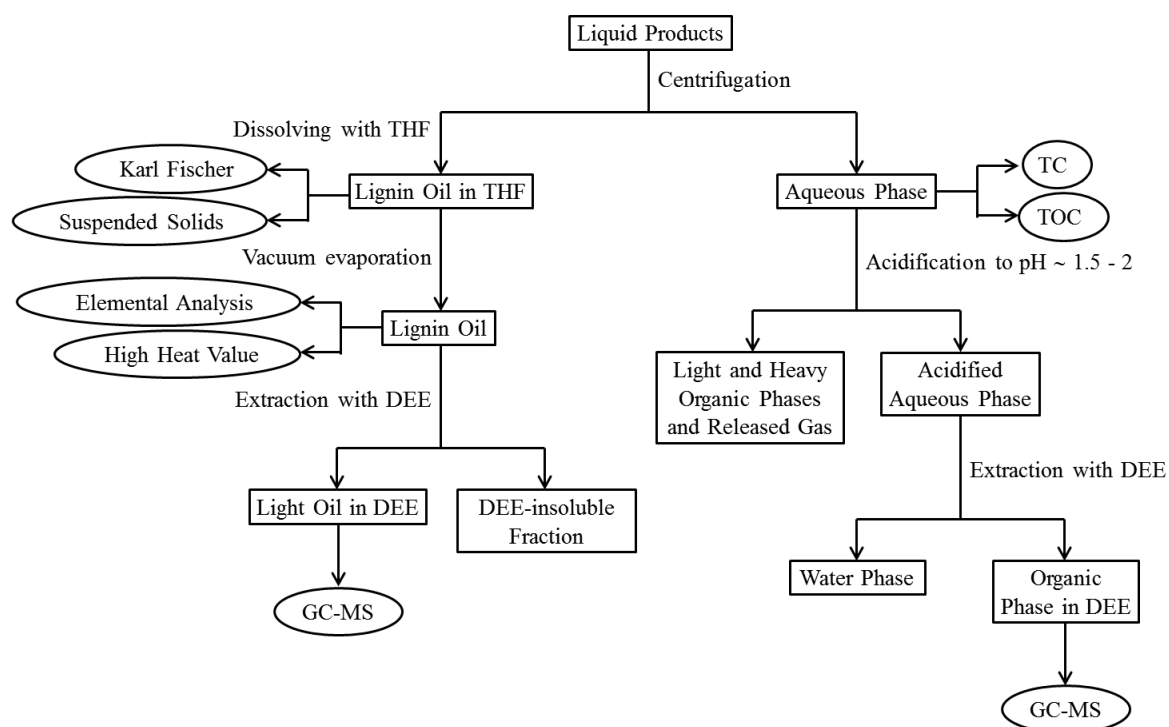 Liquid Products
Centrifugation
Dissolving with THF
Karl Fischer
Lignin Oil in THF
Suspended Solids
Aqueous Phase
TC
TOC
Vacuum evaporation
Acidification to pH ~ 1.5 - 2
Elemental Analysis
Lignin Oil
High Heat Value
Extraction with DEE
Light and Heavy
Organic Phases
and Released Gas
Acidified
Aqueous Phase
Extraction with DEE
Light Oil in DEE
DEE-insoluble
Fraction
Water Phase
Organic
Phase in DEE
GC-MS
GC-MS